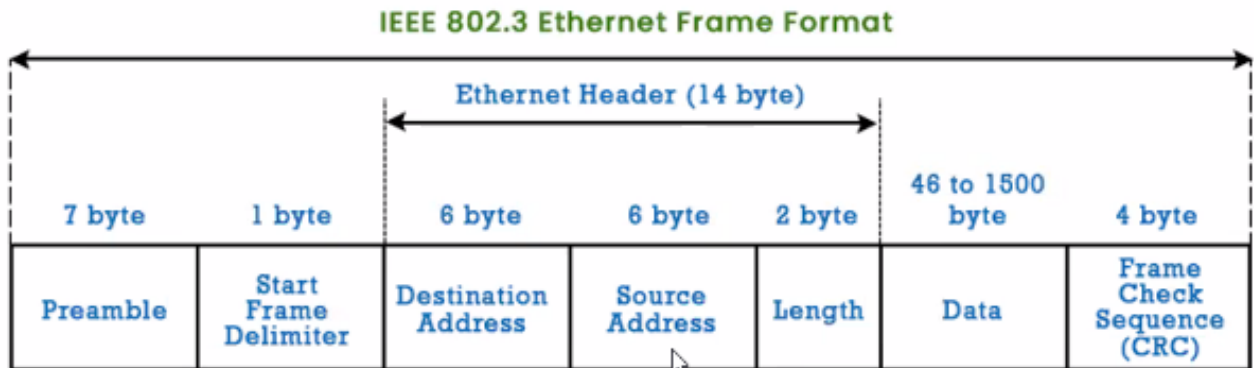 IEEE 802.3 Ethernet Frame Format
Ethernet Header (14 byte)
7 byte
1 byte
6 byte
6 byte
2 byte
46 to 1500
byte
4 byte
Preamble
Start
Frame
Delimiter
Destination
Address
Source
Address
Length
Data
Frame
Check
Sequence
(CRC)